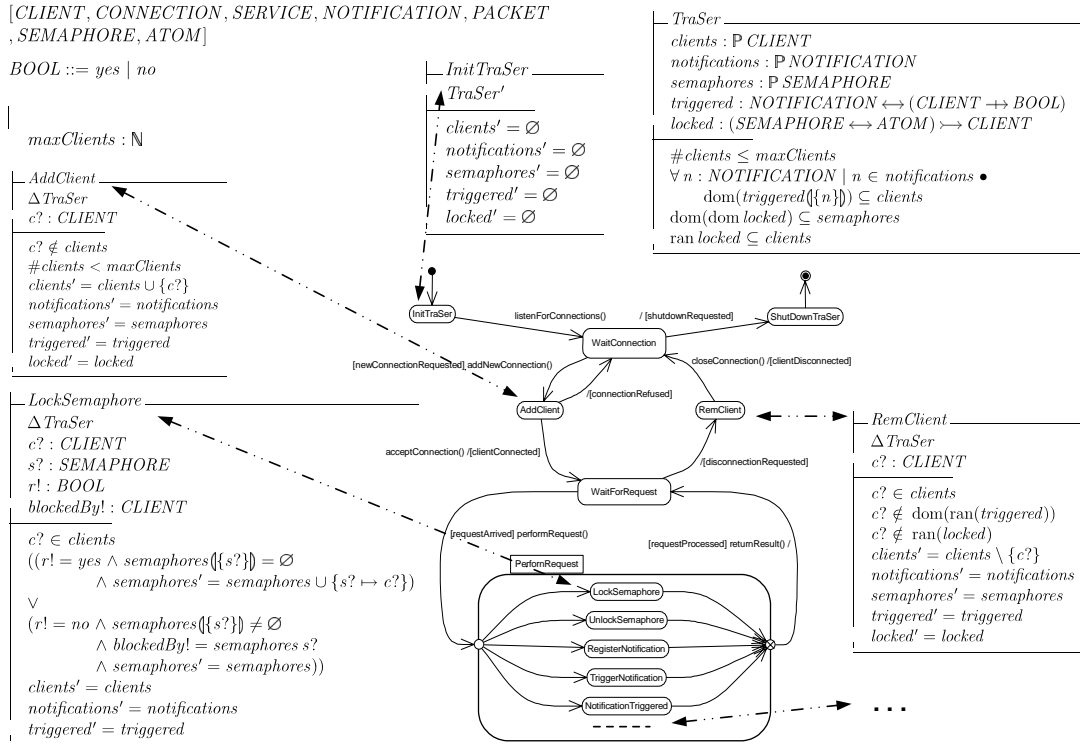 [CLIENT, CONNECTION, SERVICE, NOTIFICATION, PACKET
, SEMAPHORE, ATOM]
BOOL ::= yes | no
maxClients : ℕ
AddClient
ΔTraSer
c? : CLIENT
c? ∉ clients
#clients < maxClients
clients′ = clients ∪ {c?}
notifications′ = notifications
semaphores′ = semaphores
triggered′ = triggered
locked′ = locked
LockSemaphore
ΔTraSer
c? : CLIENT
s? : SEMAPHORE
r! : BOOL
blockedBy! : CLIENT
c? ∈ clients
((r! = yes ∧ semaphores⦇{s?}⦈ = ∅
∧ semaphores′ = semaphores ∪ {s? ↦ c?})
∨
(r! = no ∧ semaphores⦇{s?}⦈ ≠ ∅
∧ blockedBy! = semaphores s?
∧ semaphores′ = semaphores))
clients′ = clients
notifications′ = notifications
triggered′ = triggered
InitTraSer
TraSer′
clients′ = ∅
notifications′ = ∅
semaphores′ = ∅
triggered′ = ∅
locked′ = ∅
TraSer
clients : ℙ CLIENT
notifications : ℙ NOTIFICATION
semaphores : ℙ SEMAPHORE
triggered : NOTIFICATION ↔ (CLIENT ⇸ BOOL)
locked : (SEMAPHORE ↔ ATOM) ↣ CLIENT
#clients ≤ maxClients
∀ n : NOTIFICATION | n ∈ notifications •
dom(triggered⦇{n}⦈) ⊆ clients
dom(dom locked) ⊆ semaphores
ran locked ⊆ clients
InitTraSer
listenForConnections()
/ [shutdownRequested]
ShutDownTraSer
WaitConnection
[newConnectionRequested] addNewConnection()
closeConnection() /[clientDisconnected]
/[connectionRefused]
AddClient
RemClient
acceptConnection() /[clientConnected]
/[disconnectionRequested]
WaitForRequest
[requestArrived] performRequest()
[requestProcessed] returnResult() /
PerformRequest
LockSemaphore
UnlockSemaphore
RegisterNotification
TriggerNotification
NotificationTriggered
RemClient
ΔTraSer
c? : CLIENT
c? ∈ clients
c? ∉ dom(ran(triggered))
c? ∉ ran(locked)
clients′ = clients \ {c?}
notifications′ = notifications
semaphores′ = semaphores
triggered′ = triggered
locked′ = locked
...